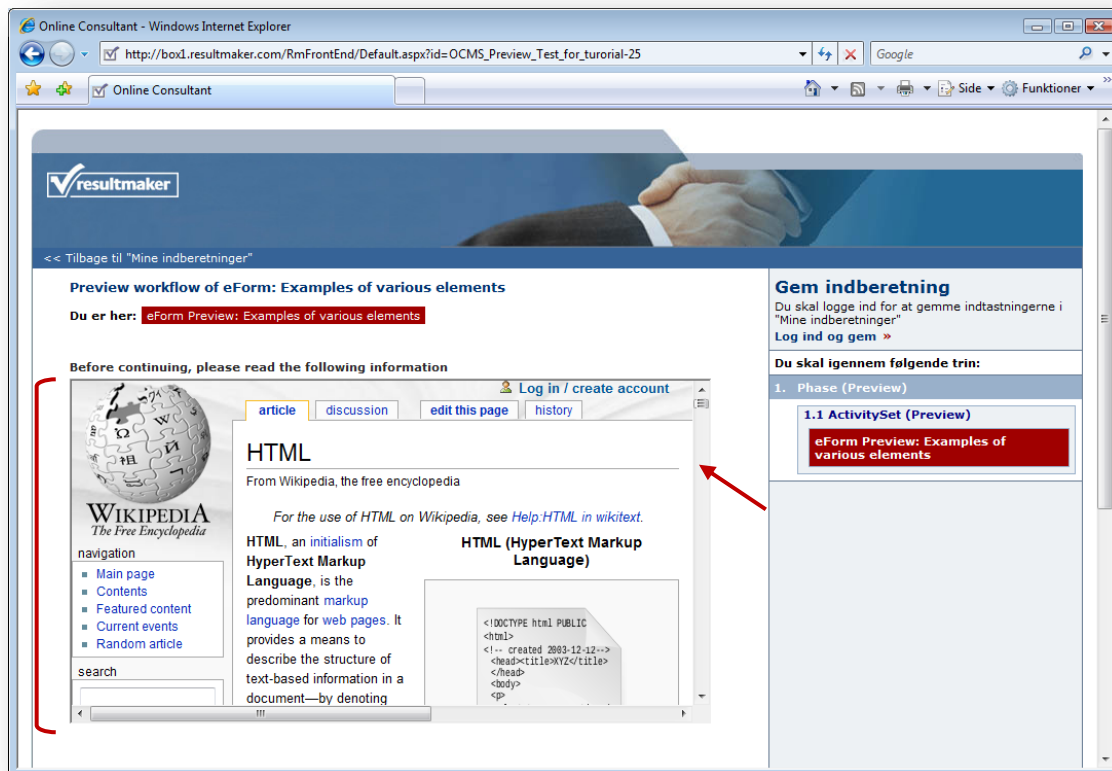 Online Consultant - Windows Internet Explorer
http://box1.resultmaker.com/RmFrontEnd/Default.aspx?id=OCMS_Preview_Test_for_turorial-25
Google
Online Consultant
Side
Funktioner
resultmaker
<< Tilbage til "Mine indberetninger"
Preview workflow of eForm: Examples of various elements
Du er her: eForm Preview: Examples of various elements
Before continuing, please read the following information
Log in / create account
article discussion edit this page history
HTML
From Wikipedia, the free encyclopedia
For the use of HTML on Wikipedia, see Help:HTML in wikitext.
HTML, an initialism of
HyperText Markup
Language, is the
predominant markup
language for web pages. It
provides a means to
describe the structure of
text-based information in a
document—by denoting
HTML (HyperText Markup
Language)
<!DOCTYPE html PUBLIC
<html>
<!-- created 2003-12-12-->
<head><title>XYZ</title>
</head>
<body>
<p>
WIKIPEDIA
The Free Encyclopedia
navigation
Main page
Contents
Featured content
Current events
Random article
search
Gem indberetning
Du skal logge ind for at gemme indtastningerne i
"Mine indberetninger"
Log ind og gem »
Du skal igennem følgende trin:
1. Phase (Preview)
1.1 ActivitySet (Preview)
eForm Preview: Examples of
various elements